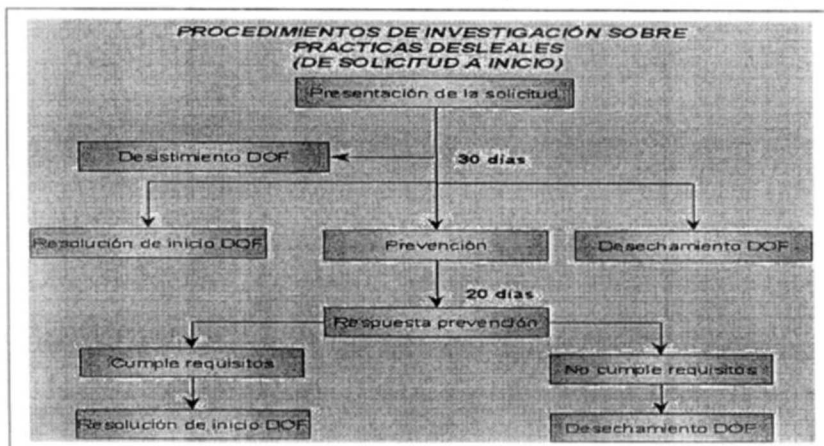 PROCEDIMIENTOS DE INVESTIGACIÓN SOBRE
PRACTICAS DESLEALES
(DE SOLICITUD A INICIO)
Presentación de la solicitud
Desistimiento DOF
30 días
Resolución de inicio DOF
Prevención
Desechamiento DOF
20 días
Respuesta prevención
Cumple requisitos
No cumple requisitos
Resolución de inicio DOF
Desechamiento DOF